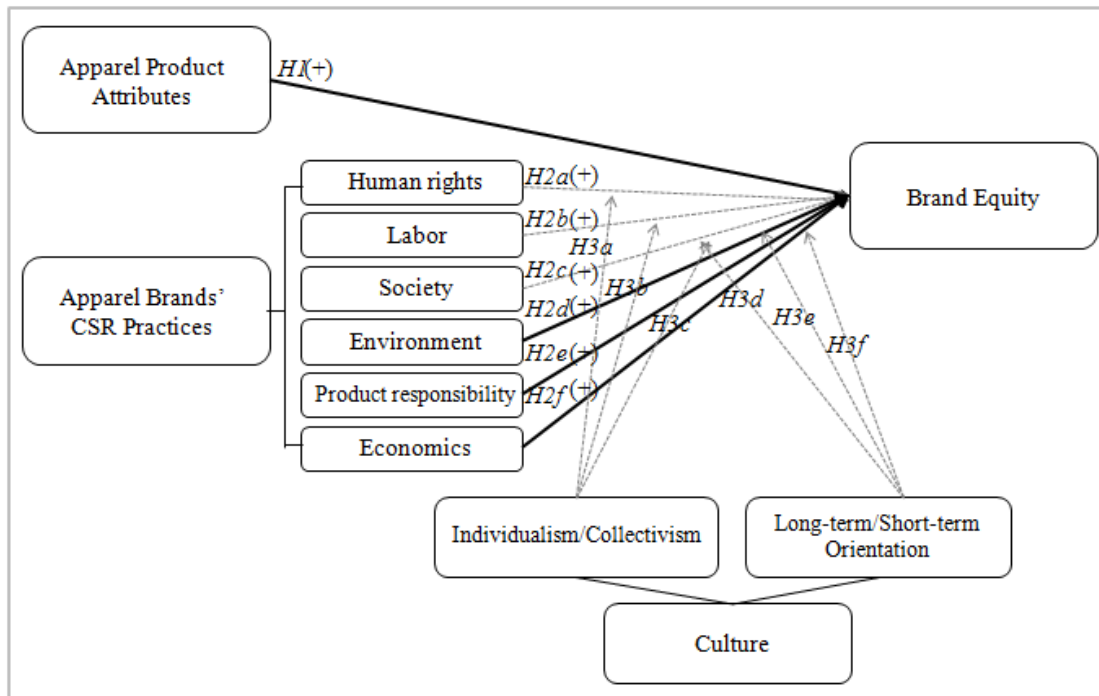 Apparel Product
Attributes
H1(+)
Human rights
H2a(+)
Brand Equity
Labor
H2b(+)
H3a
Society
H2c(+)
H3b
H3d
Apparel Brands’
CSR Practices
H2d(+)
H3c
H3e
Environment
H3f
H2e(+)
Product responsibility
H2f(+)
Economics
Individualism/Collectivism
Long-term/Short-term
Orientation
Culture